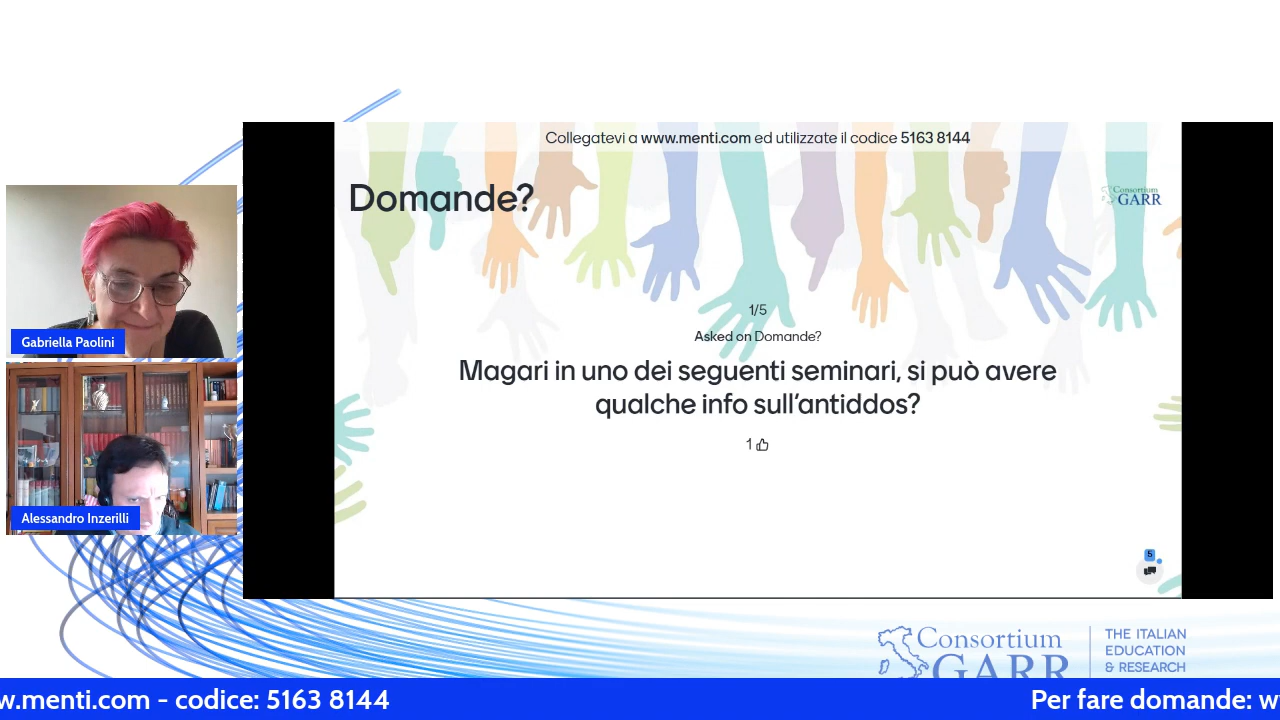 Collegatevi a www.menti.com ed utilizzate il codice 5163 8144
Domande?
Consortium
GARR
1/5
Asked on Domande?
Magari in uno dei seguenti seminari, si può avere
qualche info sull'antiddos?
1
5
Gabriella Paolini
Alessandro Inzerilli
Consortium
GARR
THE ITALIAN
EDUCATION
& RESEARCH
w.menti.com - codice: 5163 8144
Per fare domande: w